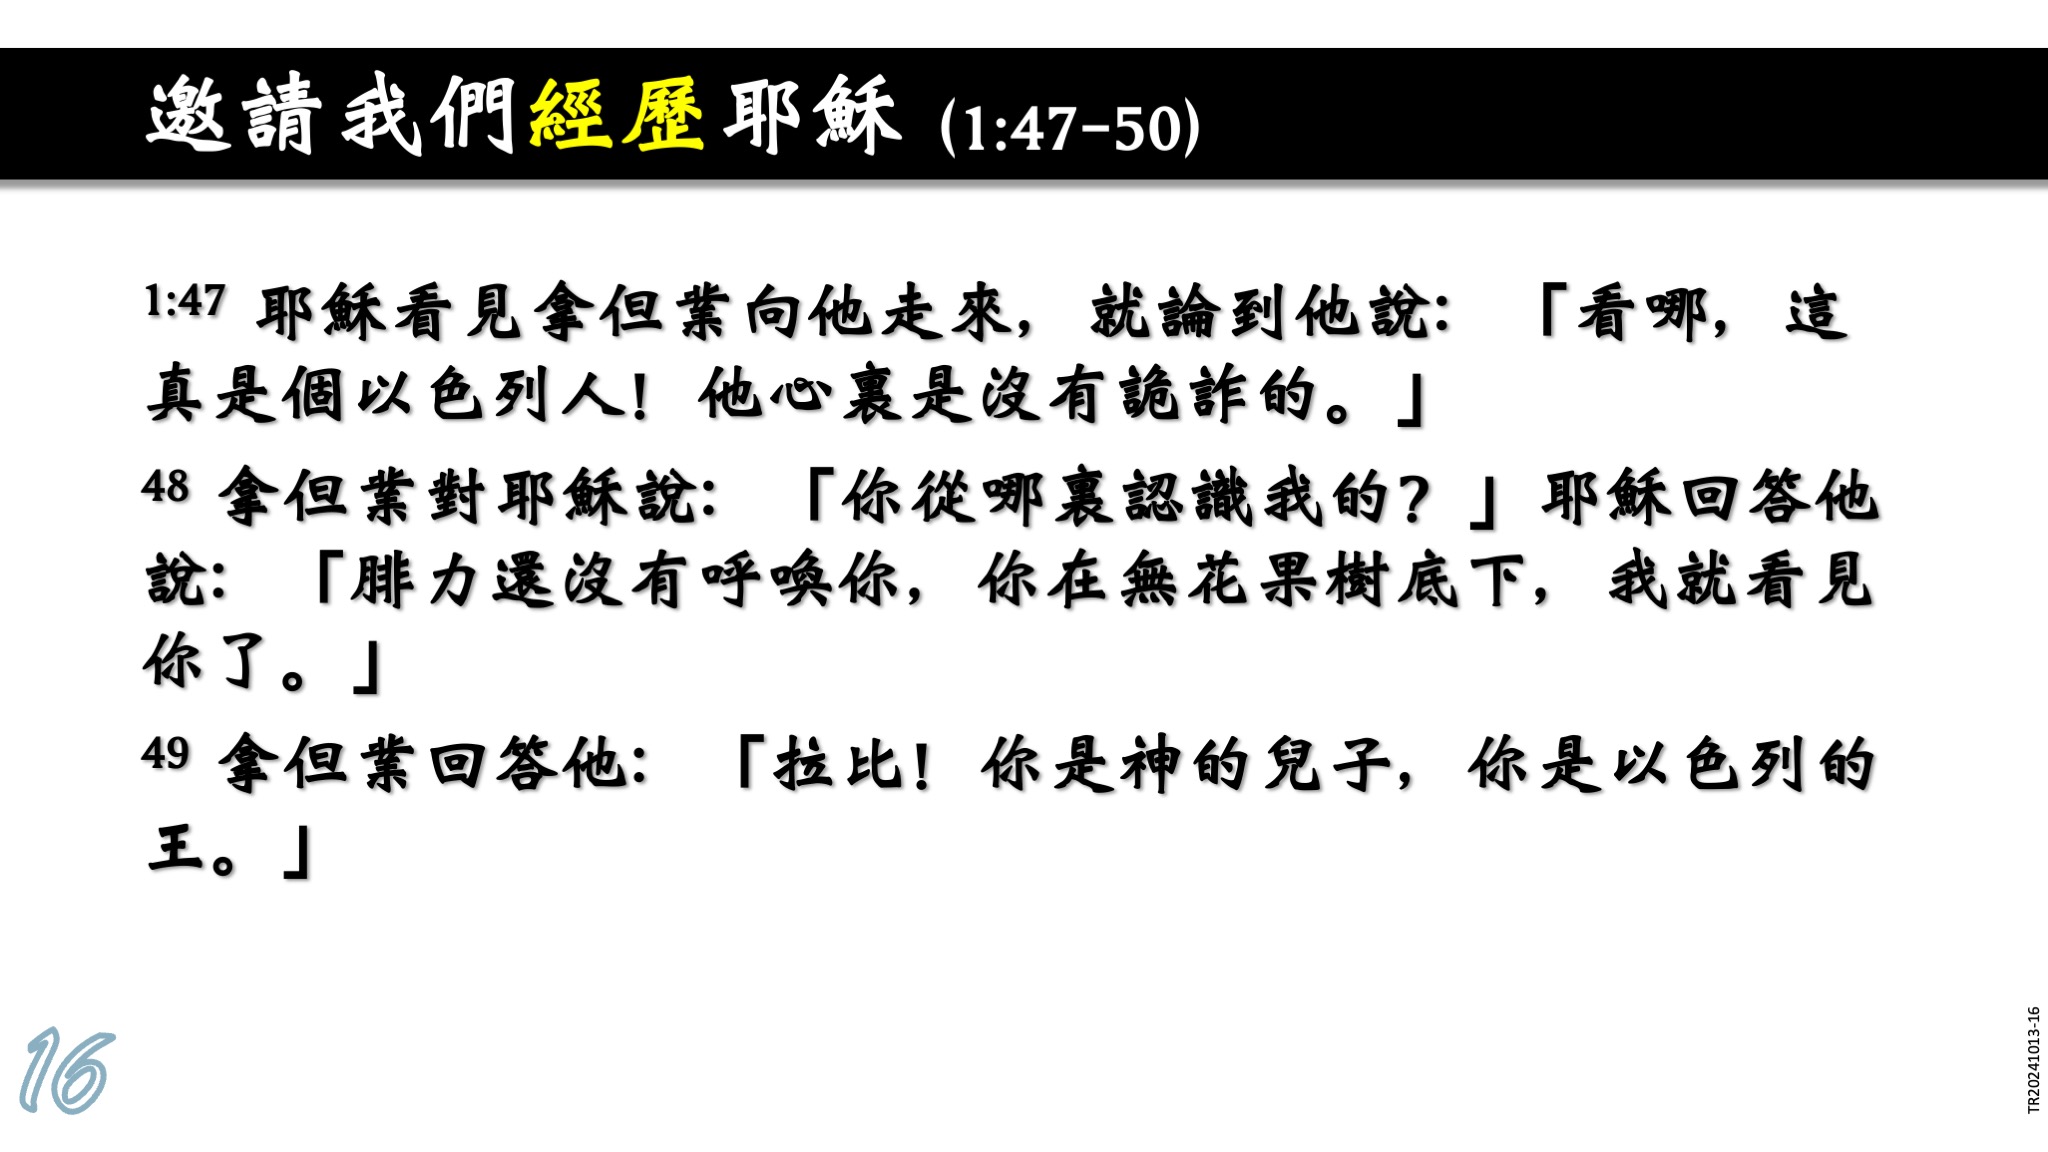 邀請我們經歷耶穌 (1:47-50)
1:47 耶穌看見拿但業向他走來，就論到他說：「看哪，這
真是個以色列人！他心裏是沒有詭詐的。」
48 拿但業對耶穌說：「你從哪裏認識我的？」耶穌回答他
說：「腓力還沒有呼喚你，你在無花果樹底下，我就看見
你了。」
49 拿但業回答他：「拉比！你是神的兒子，你是以色列的
王。」
16
TR20241013-16